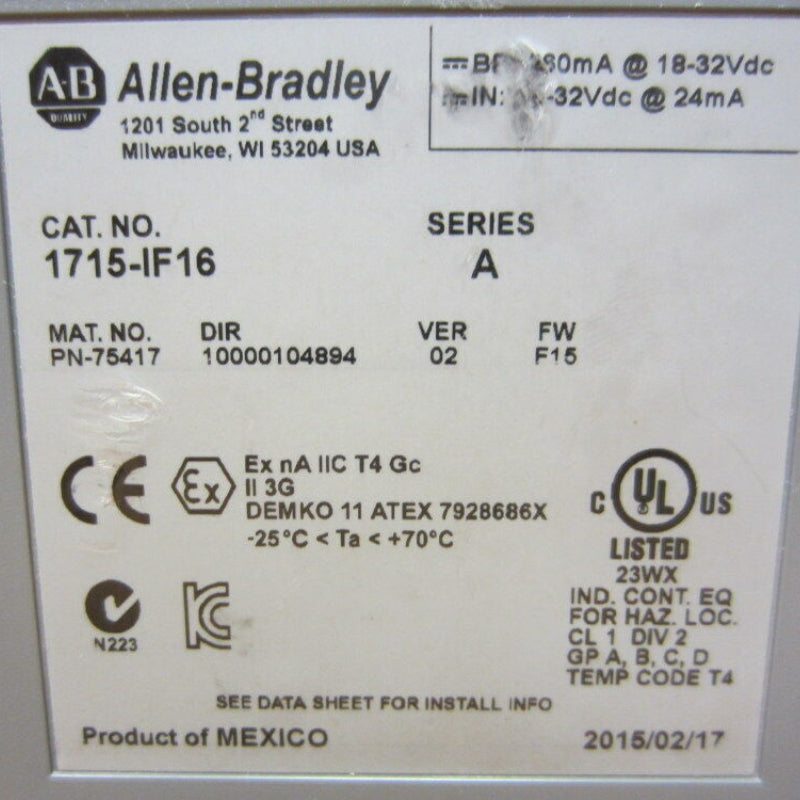 A·B
QUALITY
Allen-Bradley
1201 South 2nd Street
Milwaukee, WI 53204 USA
@ 18-32Vdc
IN: -32Vdc @ 24mA
CAT. NO.
1715-IF16
SERIES
A
MAT. NO. DIR VER FW
PN-75417 10000104894 02 F15
CE
Ex
Ex nA IIC T4 Gc
II 3G
DEMKO 11 ATEX 7928686X
-25°C < Ta < +70°C
C UL US
LISTED
23WX
IND. CONT. EQ
FOR HAZ. LOC.
CL 1 DIV 2
GP A, B, C, D
TEMP CODE T4
N223
KC
SEE DATA SHEET FOR INSTALL INFO
Product of MEXICO
2015/02/17